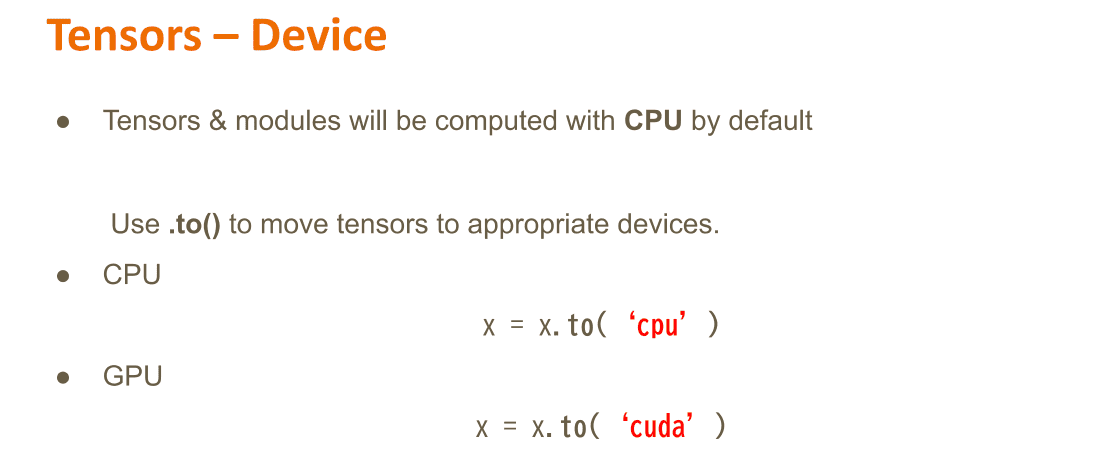 Tensors – Device
● Tensors & modules will be computed with CPU by default
Use .to() to move tensors to appropriate devices.
● CPU
x = x.to( ‘cpu’ )
● GPU
x = x.to( ‘cuda’ )